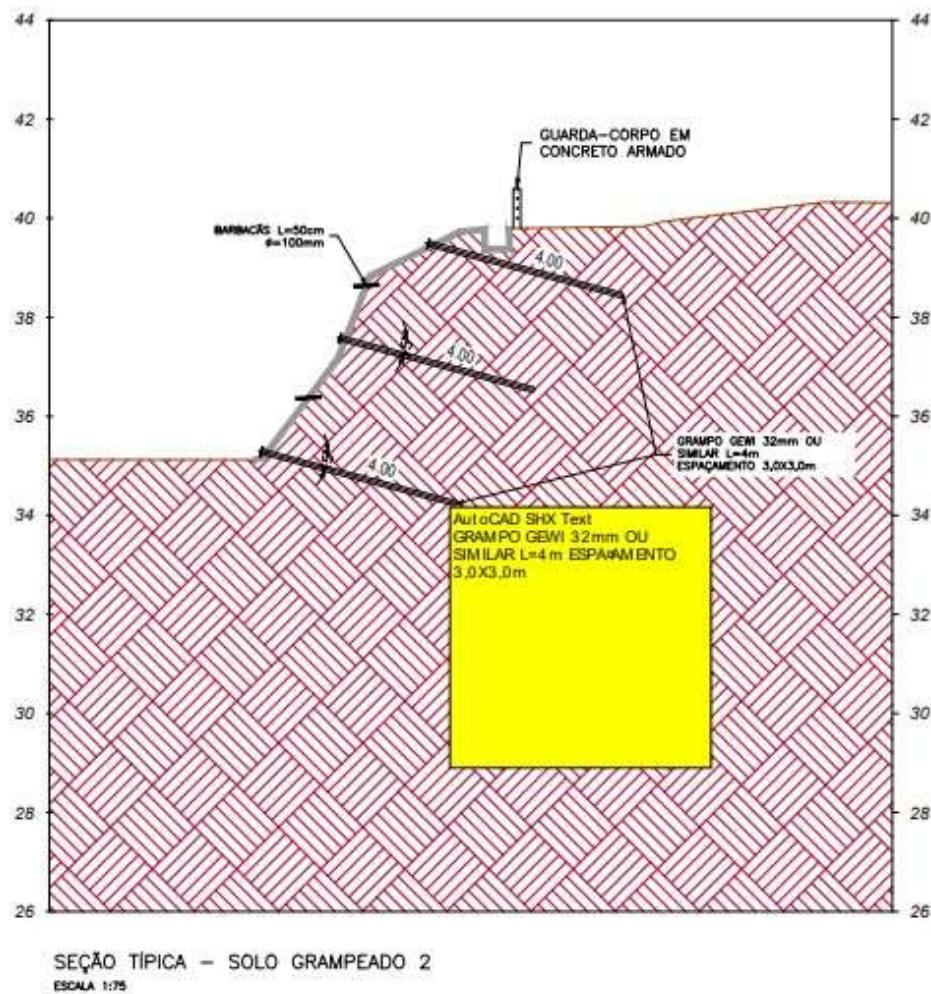 44
44
42
42
GUARDA-CORPO EM
CONCRETO ARMADO
40
40
BARBACÃS L=50cm
ø=100mm
4.00
38
38
4.00
36
36
GRAMPO GEWI 32mm OU
SIMILAR L=4m
ESPAÇAMENTO 3,0X3,0m
4.00
34
34
AutoCAD SHX Text
GRAMPO GEWI 32mm OU
SIMILAR L=4m ESPA#AMENTO
3,0X3,0m
32
32
30
30
28
28
26
26
SEÇÃO TÍPICA - SOLO GRAMPEADO 2
ESCALA 1:75